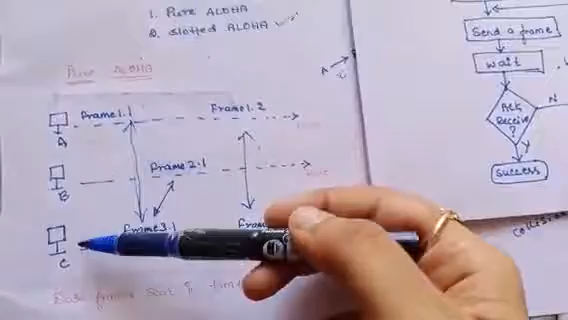 1. Pure ALOHA
2. Slotted ALOHA
Pure ALOHA
Frame1.1
Frame1.2
A
Frame2.1
B
Frame3.1
C
A
Send a frame
wait
Ack
Receive
?
N
Y
Success